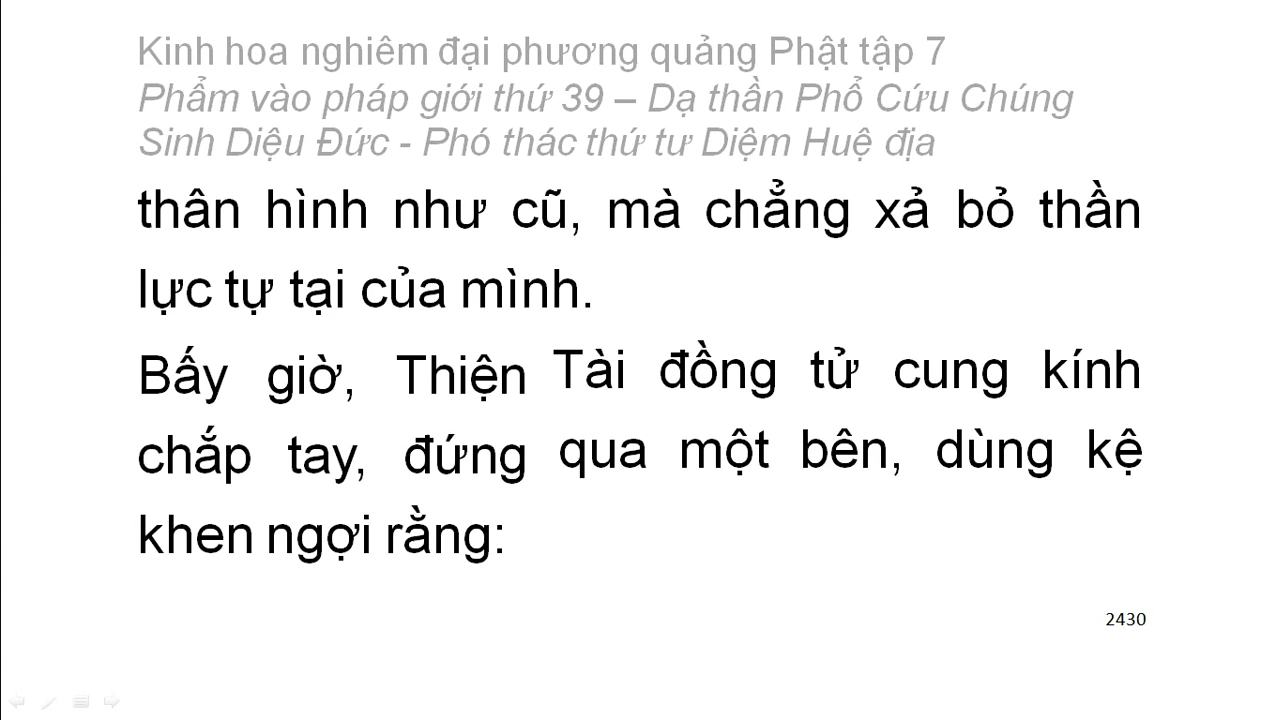 Kinh hoa nghiêm đại phương quảng Phật tập 7
Phẩm vào pháp giới thứ 39 – Dạ thần Phổ Cứu Chúng
Sinh Diệu Đức - Phó thác thứ tư Diệm Huệ địa
thân hình như cũ, mà chẳng xả bỏ thần
lực tự tại của mình.
Bấy giờ, Thiện Tài đồng tử cung kính
chắp tay, đứng qua một bên, dùng kệ
khen ngợi rằng:
2430